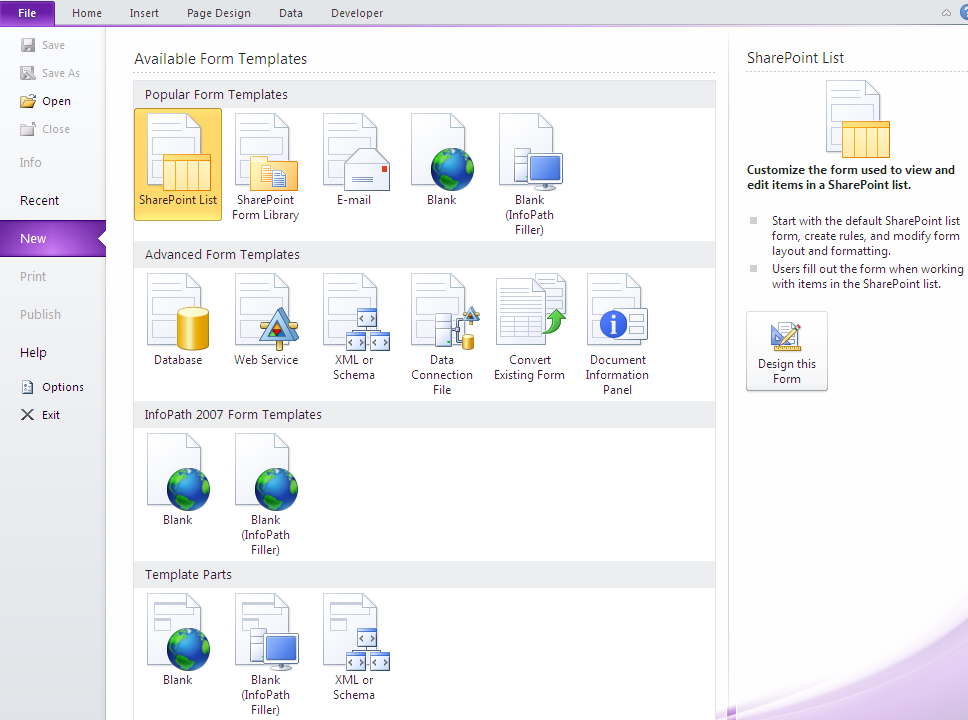 File Home Insert Page Design Data Developer
Save
Save As
Open
Close
Info
Recent
New
Print
Publish
Help
Options
Exit
Available Form Templates
Popular Form Templates
SharePoint List
SharePoint
Form Library
E-mail
Blank
Blank
(InfoPath
Filler)
Advanced Form Templates
Database
Web Service
XML or
Schema
Data
Connection
File
Convert
Existing Form
Document
Information
Panel
InfoPath 2007 Form Templates
Blank
Blank
(InfoPath
Filler)
Template Parts
Blank
Blank
(InfoPath
Filler)
XML or
Schema
SharePoint List
Customize the form used to view and
edit items in a SharePoint list.
Start with the default SharePoint list
form, create rules, and modify form
layout and formatting.
Users fill out the form when working
with items in the SharePoint list.
Design this
Form